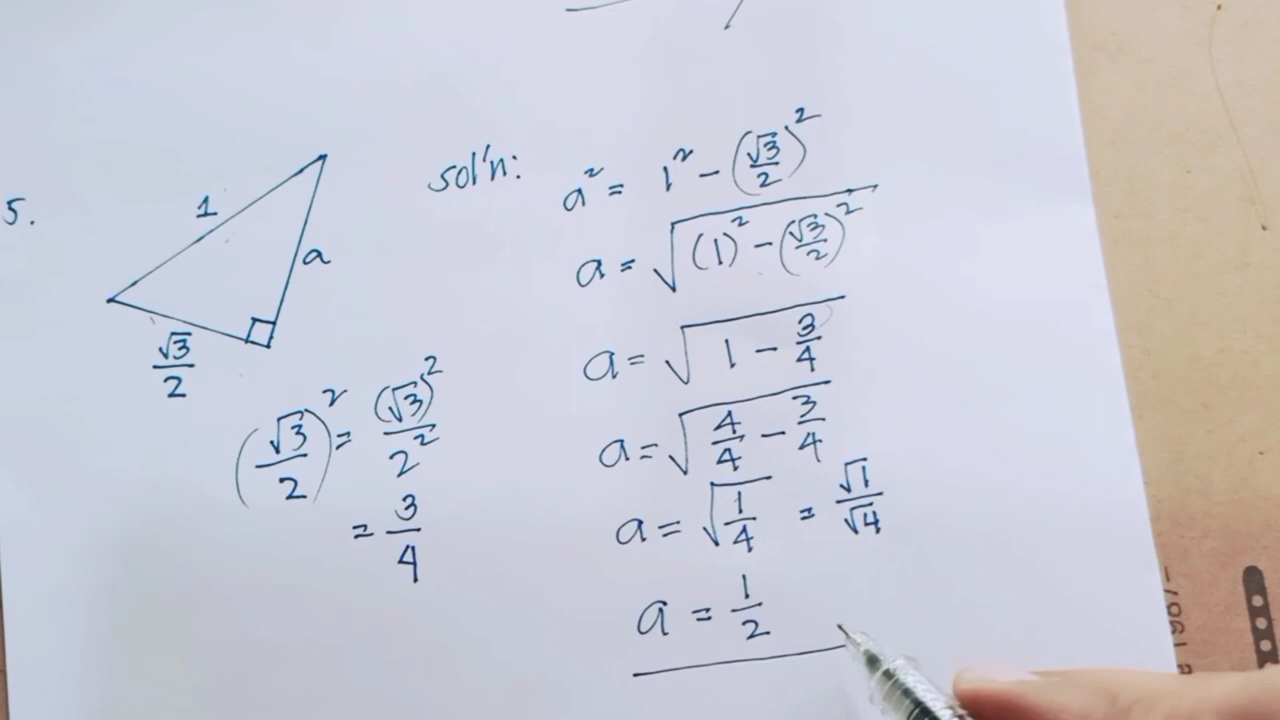 5.
1
a
√3/2
(√3/2)² = (√3)²/2²
= 3/4
sol'n:
a² = 1² - (√3/2)²
a = √((1)² - (√3/2)²)
a = √(1 - 3/4)
a = √(4/4 - 3/4)
a = √(1/4) = √1/√4
a = 1/2